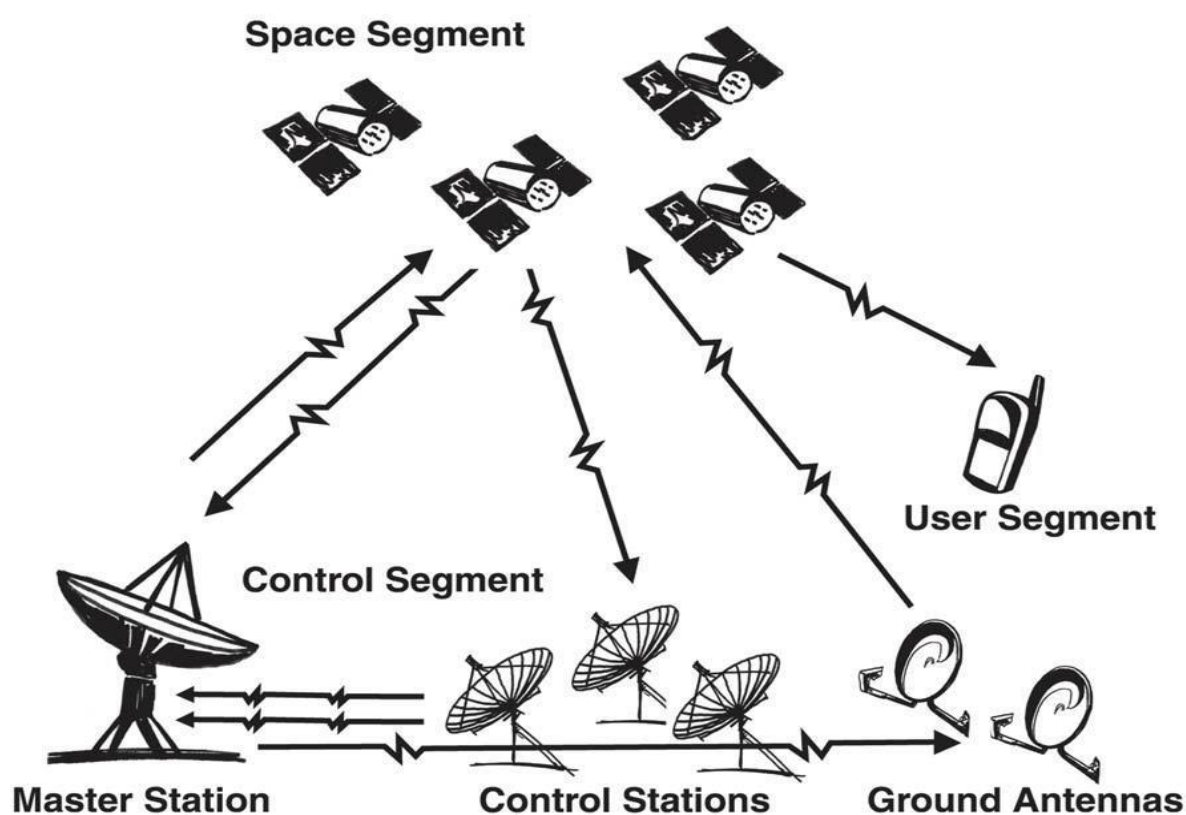 Space Segment
User Segment
Control Segment
Master Station
Control Stations
Ground Antennas